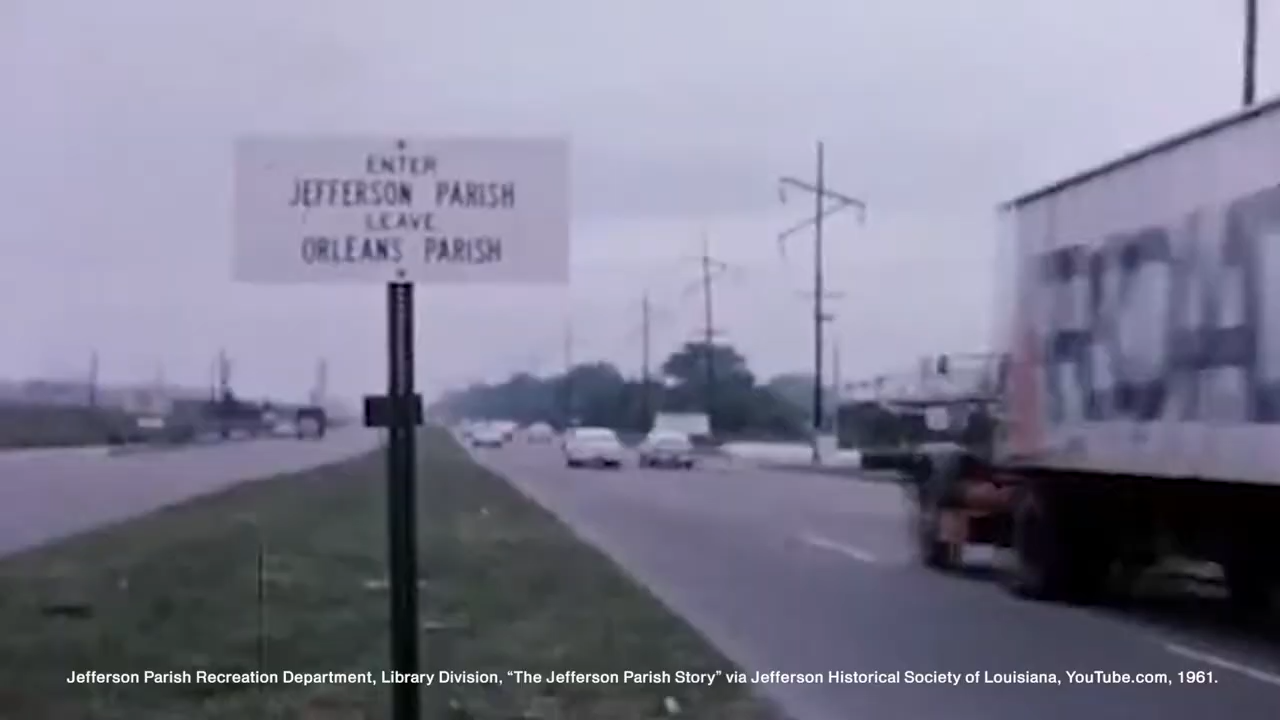 ENTER
JEFFERSON PARISH
LEAVE
ORLEANS PARISH
Jefferson Parish Recreation Department, Library Division, “The Jefferson Parish Story” via Jefferson Historical Society of Louisiana, YouTube.com, 1961.